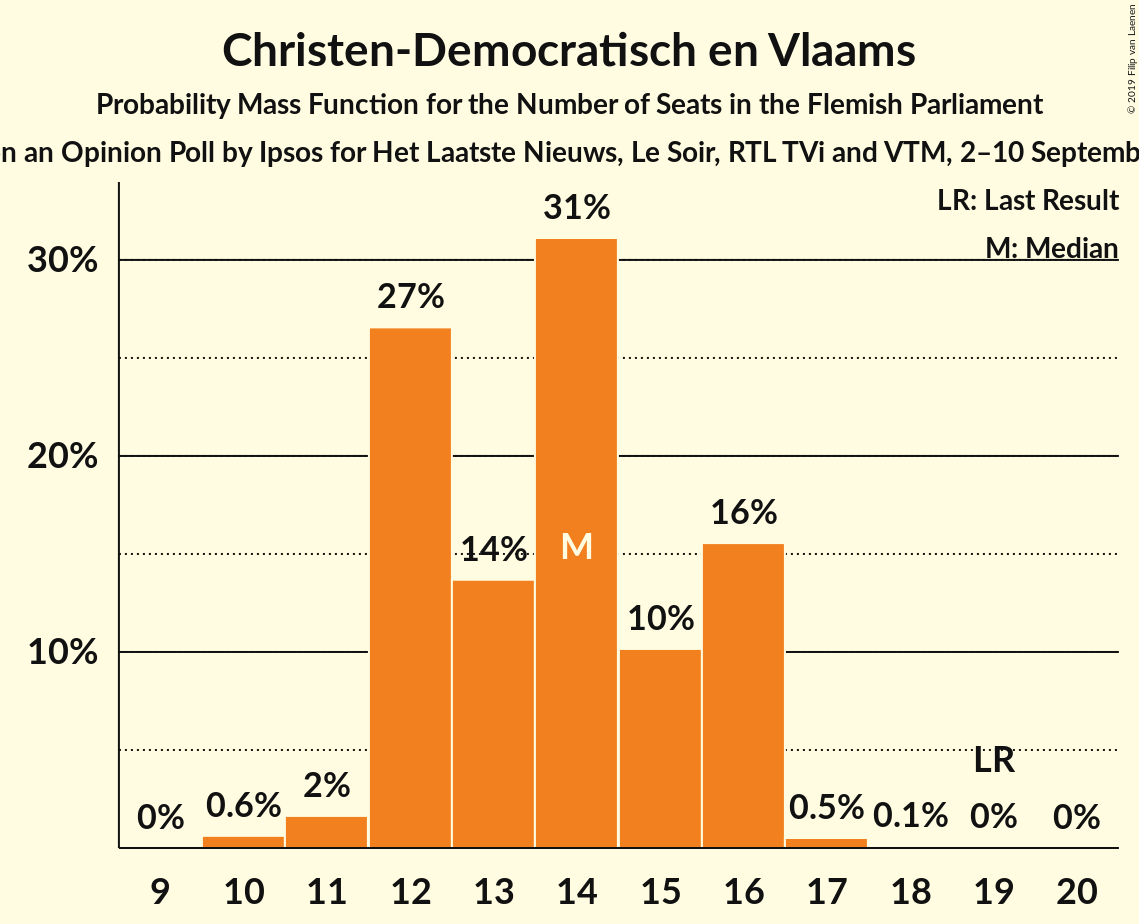 Christen-Democratisch en Vlaams
Probability Mass Function for the Number of Seats in the Flemish Parliament
n an Opinion Poll by Ipsos for Het Laatste Nieuws, Le Soir, RTL TVi and VTM, 2–10 Septemb
© 2019 Filip van Laenen
LR: Last Result
M: Median
30%
20%
10%
0%
0.6%
2%
27%
14%
31%
M
10%
16%
0.5%
0.1%
LR
0%
0%
9 10 11 12 13 14 15 16 17 18 19 20